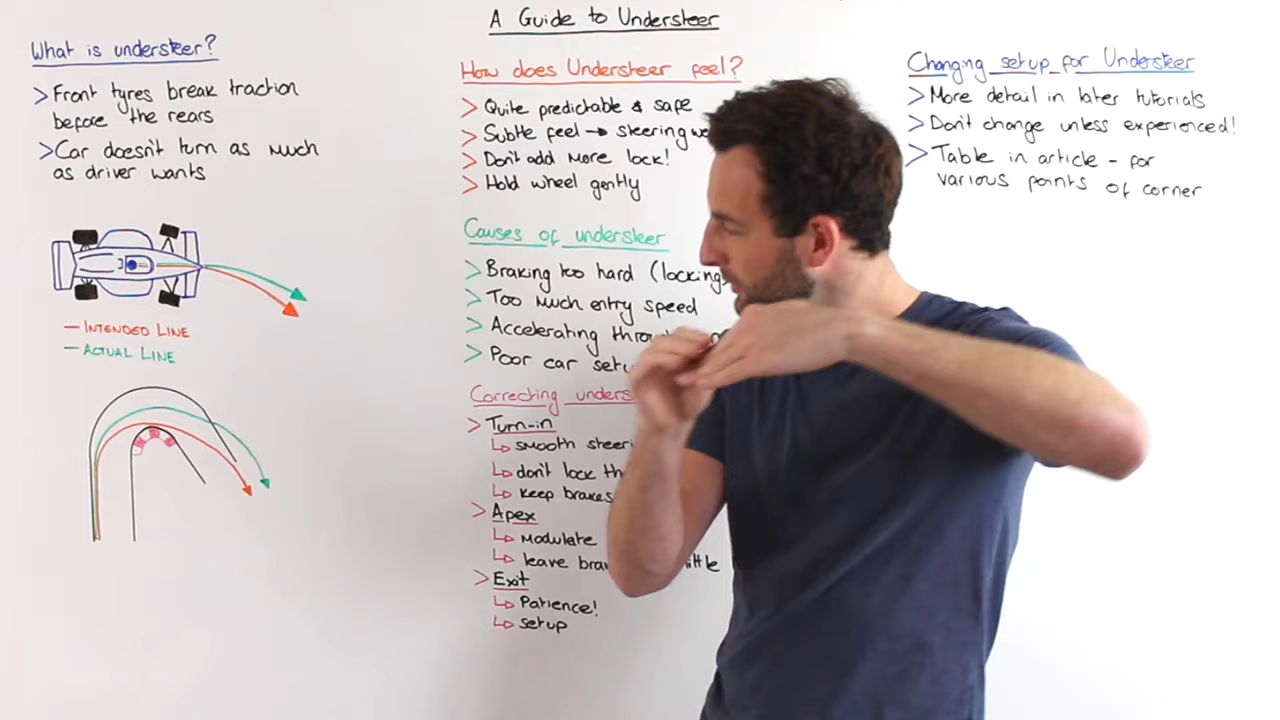 A Guide to Understeer
What is understeer?
> Front tyres break traction
before the rears
> Car doesn't turn as much
as driver wants
— INTENDED LINE
— ACTUAL LINE
How does Understeer feel?
> Quite predictable & safe
> Subtle feel → steering
> Don't add more lock!
> Hold wheel gently
Causes of understeer
> Braking too hard (locking
> Too much entry speed
> Accelerating
> Poor car
Correcting
> Turn-in
↳ smooth
↳ don't lock
↳ keep brakes
> Apex
↳ Modulate
↳ leave
> Exit
↳ Patience!
↳ setup
Changing setup for Understeer
> More detail in later tutorials
> Don't change unless experienced!
> Table in article - for
various points of corner